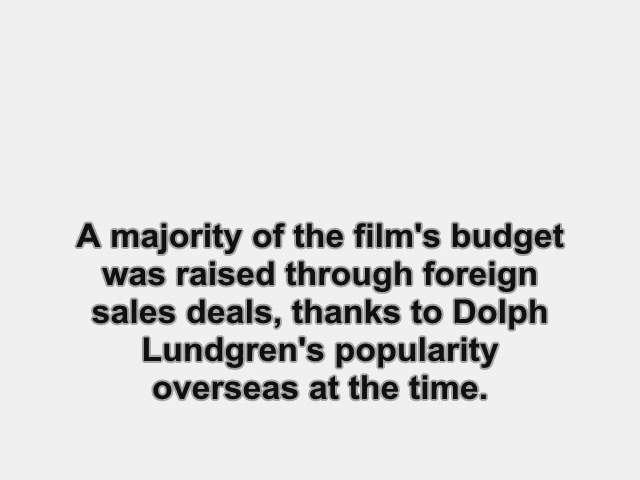 A majority of the film's budget
was raised through foreign
sales deals, thanks to Dolph
Lundgren's popularity
overseas at the time.